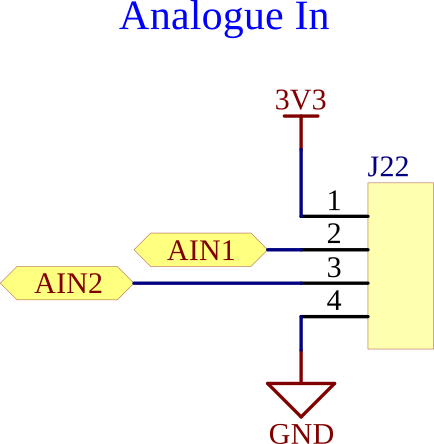 Analogue In
3V3
J22
1
2
AIN1
3
AIN2
4
GND